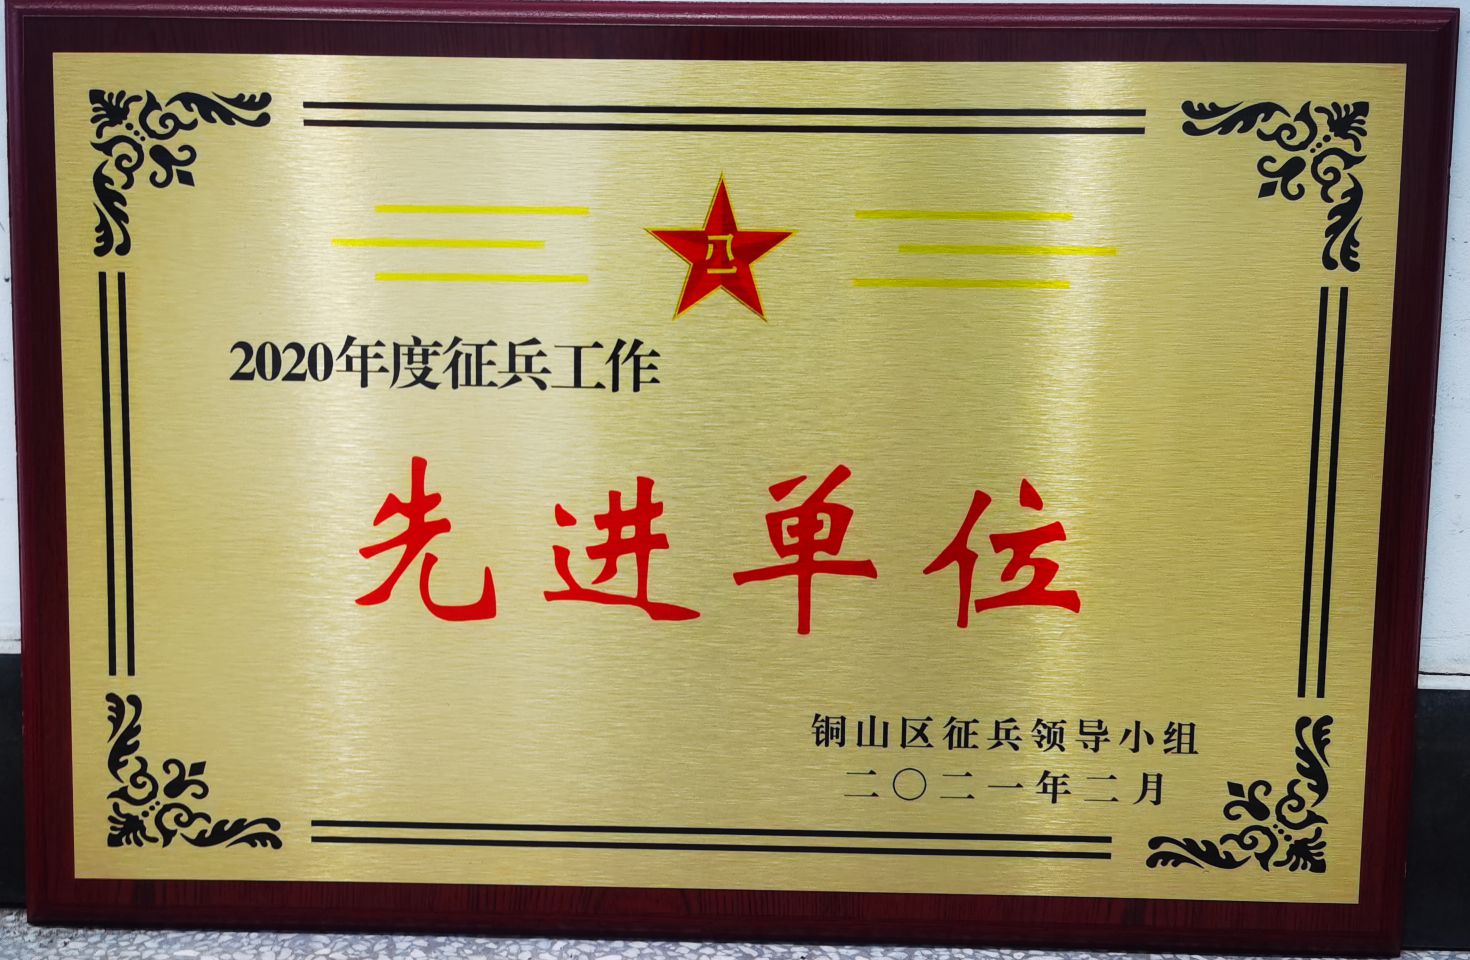 八一
2020年度征兵工作
先进单位
铜山区征兵领导小组
二〇二一年二月